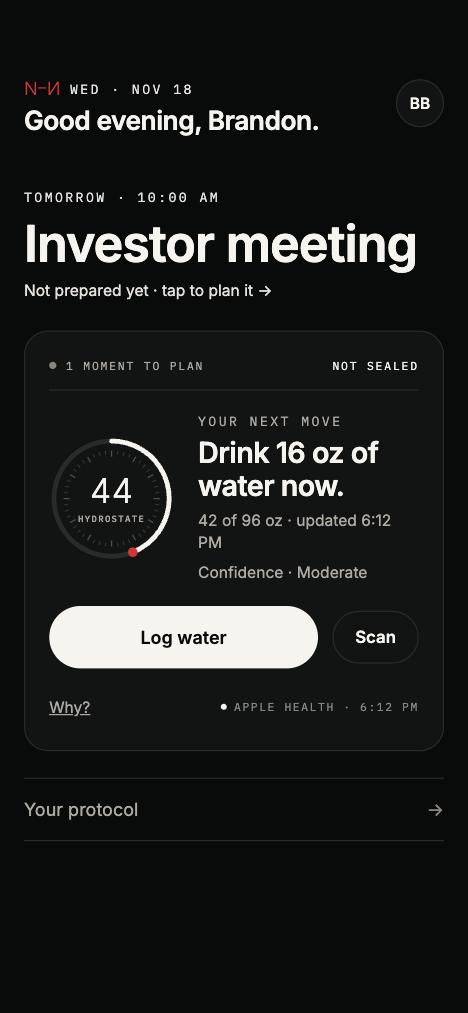 N–И WED · NOV 18
Good evening, Brandon.
BB
TOMORROW · 10:00 AM
Investor meeting
Not prepared yet · tap to plan it →
1 MOMENT TO PLAN
NOT SEALED
44
HYDROSTATE
YOUR NEXT MOVE
Drink 16 oz of
water now.
42 of 96 oz · updated 6:12
PM
Confidence · Moderate
Log water
Scan
Why?
APPLE HEALTH · 6:12 PM
Your protocol →